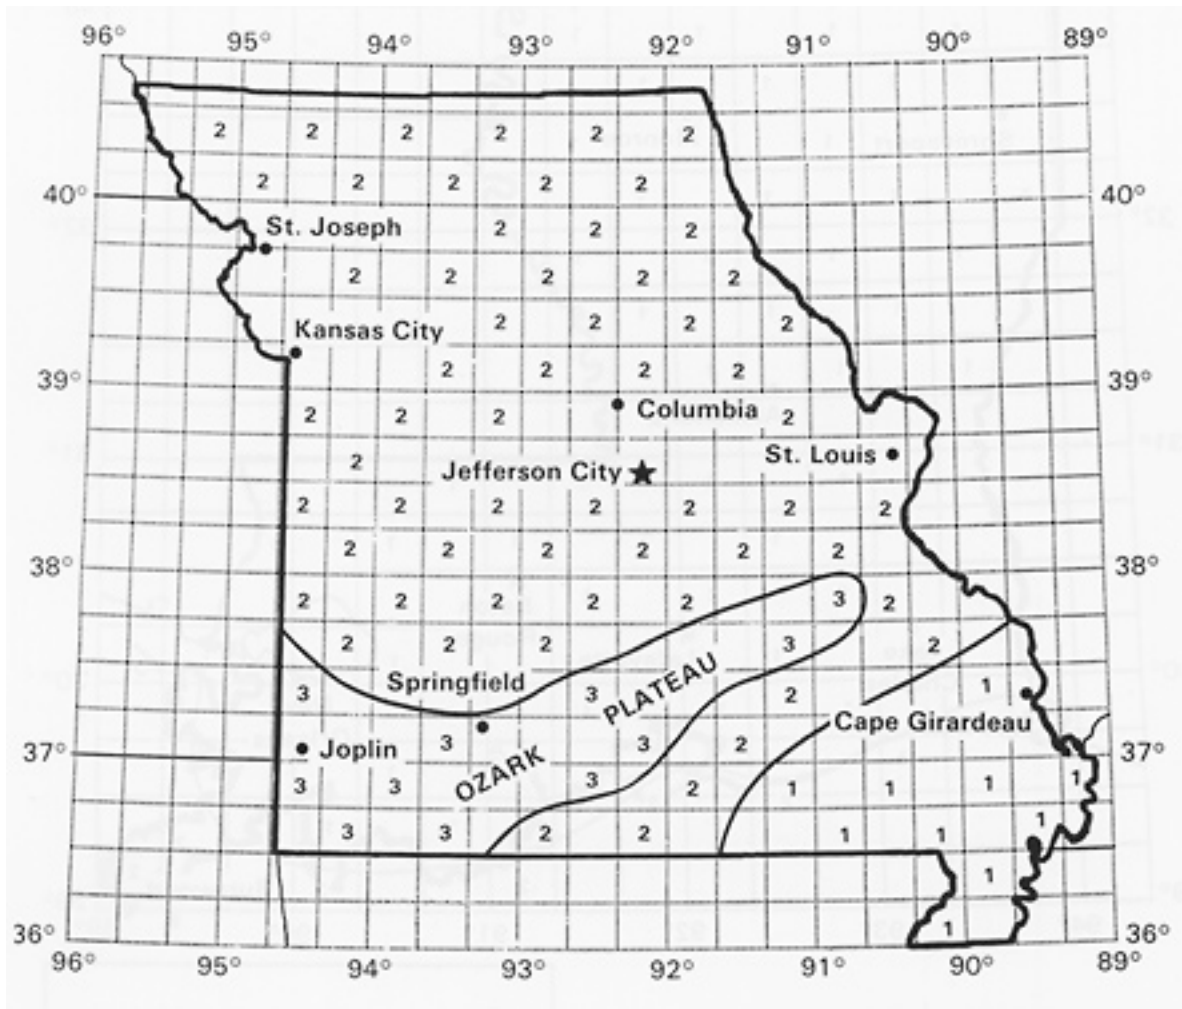 96° 95° 94° 93° 92° 91° 90° 89°
2 2 2 2 2 2
2 2 2 2 2
40° 40°
St. Joseph 2 2 2
2 2 2 2 2
Kansas City 2 2 2 2
2 2 2 2
39° 39°
2 2 2 Columbia 2
2 Jefferson City St. Louis
2 2 2 2 2 2 2
2 2 2 2 2 2
38° 38°
2 2 2 2 2 3 2
2 2 2 3 2
3 Springfield 3 PLATEAU 2 1
Cape Girardeau
37° Joplin 3 OZARK 3 2 37°
3 3 3 2 1 1 1 1
3 3 2 2 1 1 1
1
36° 1 36°
96° 95° 94° 93° 92° 91° 90° 89°